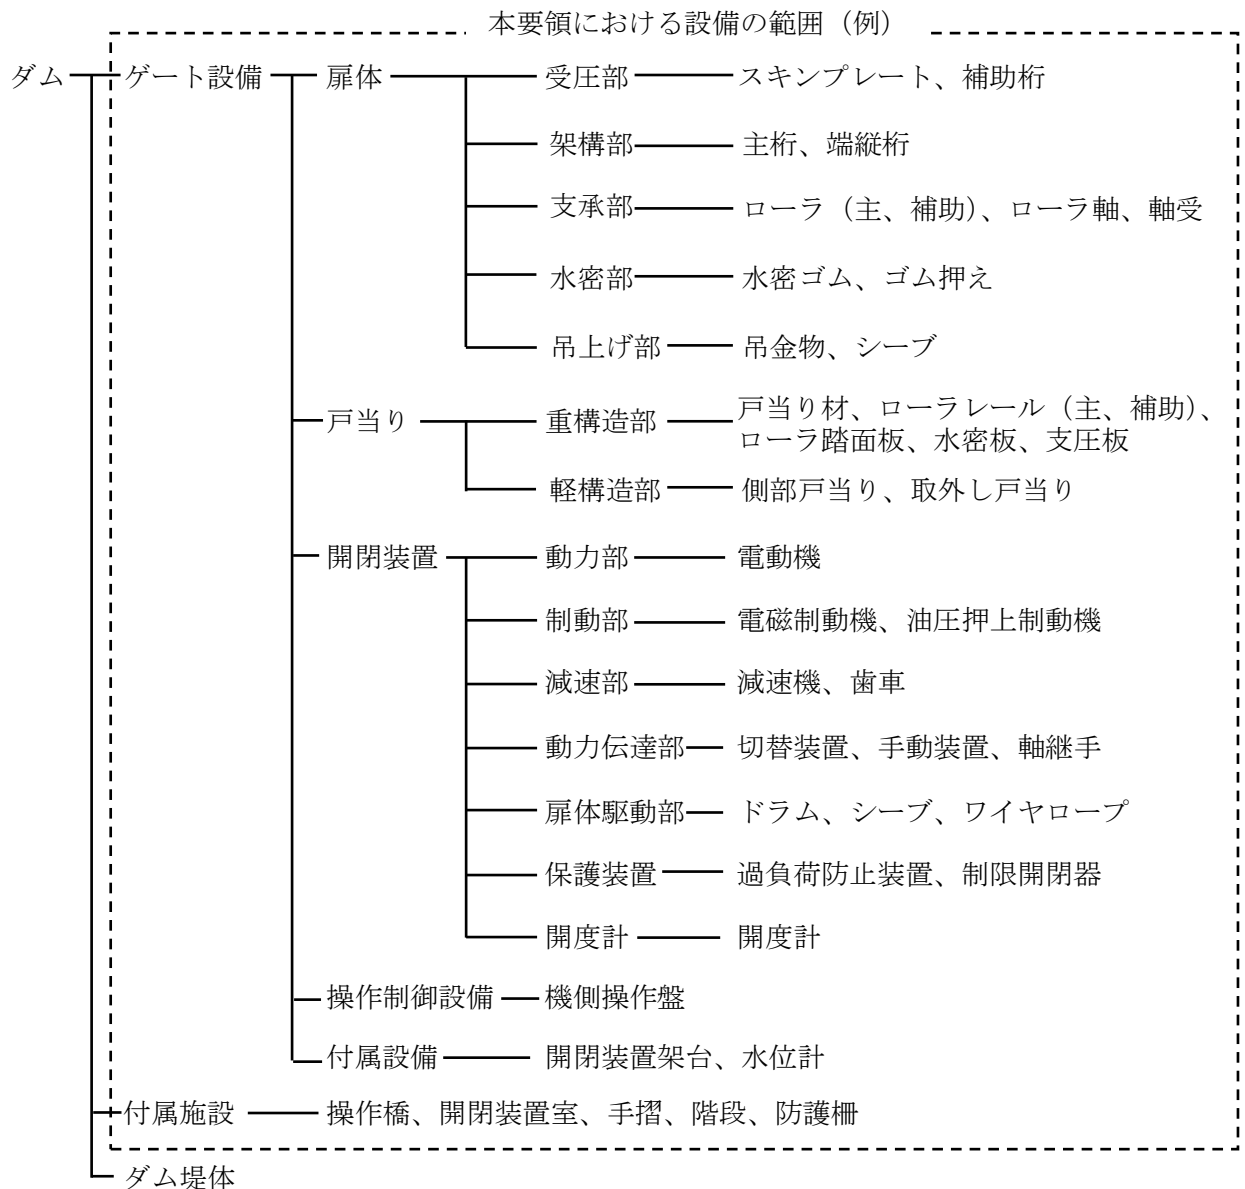 本要領における設備の範囲（例）
ダム ゲート設備 扉体 受圧部 スキンプレート、補助桁
架構部 主桁、端縦桁
支承部 ローラ（主、補助）、ローラ軸、軸受
水密部 水密ゴム、ゴム押え
吊上げ部 吊金物、シーブ
戸当り 重構造部 戸当り材、ローラレール（主、補助）、
ローラ踏面板、水密板、支圧板
軽構造部 側部戸当り、取外し戸当り
開閉装置 動力部 電動機
制動部 電磁制動機、油圧押上制動機
減速部 減速機、歯車
動力伝達部 切替装置、手動装置、軸継手
扉体駆動部 ドラム、シーブ、ワイヤロープ
保護装置 過負荷防止装置、制限開閉器
開度計 開度計
操作制御設備 機側操作盤
付属設備 開閉装置架台、水位計
付属施設 操作橋、開閉装置室、手摺、階段、防護柵
ダム堤体